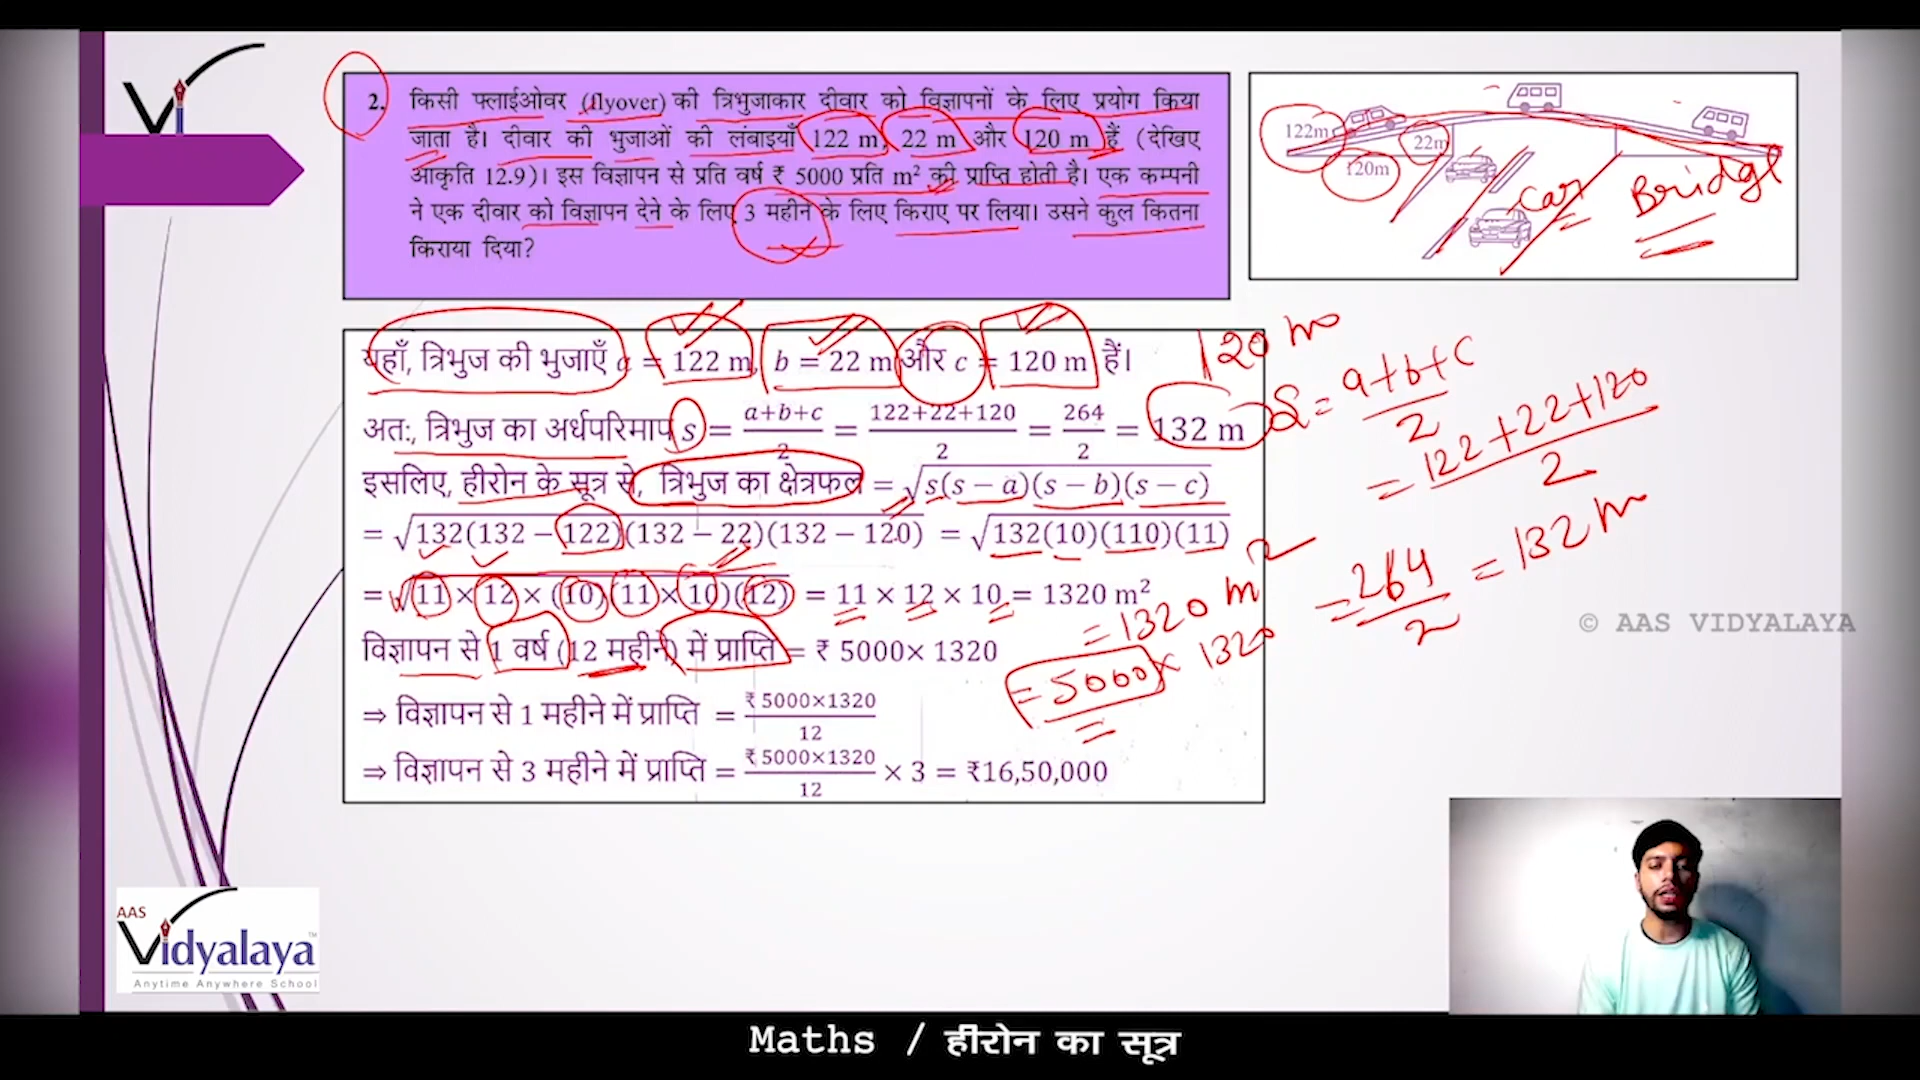 2. किसी फ्लाईओवर (flyover) की त्रिभुजाकार दीवार को विज्ञापनों के लिए प्रयोग किया
जाता है। दीवार की भुजाओं की लंबाइयाँ 122 m, 22 m और 120 m हैं (देखिए
आकृति 12.9)। इस विज्ञापन से प्रति वर्ष ₹ 5000 प्रति m² की प्राप्ति होती है। एक कम्पनी
ने एक दीवार को विज्ञापन देने के लिए 3 महीने के लिए किराए पर लिया। उसने कुल कितना
किराया दिया?
122m
22m
120m
Car
Bridge
यहाँ, त्रिभुज की भुजाएँ a = 122 m, b = 22 m और c = 120 m हैं।
अत:, त्रिभुज का अर्धपरिमाप s = a+b+c/2 = 122+22+120/2 = 264/2 = 132 m
इसलिए, हीरोन के सूत्र से, त्रिभुज का क्षेत्रफल = √s(s − a)(s − b)(s − c)
= √132(132 − 122)(132 − 22)(132 − 120) = √132(10)(110)(11)
= √11 × 12 × (10)(11 × 10)(12) = 11 × 12 × 10 = 1320 m²
विज्ञापन से 1 वर्ष (12 महीने) में प्राप्ति = ₹ 5000× 1320
⇒ विज्ञापन से 1 महीने में प्राप्ति = ₹ 5000×1320/12
⇒ विज्ञापन से 3 महीने में प्राप्ति = ₹ 5000×1320/12 × 3 = ₹16,50,000
120 m
S = a+b+c/2
= 122+22+120/2
= 264/2 = 132 m
= 1320 m²
= 5000 × 1320
© AAS VIDYALAYA
AAS
Vidyalaya
TM
Anytime Anywhere School
Maths / हीरोन का सूत्र